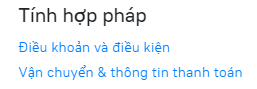 Tính hợp pháp
Điều khoản và điều kiện
Vận chuyển & thông tin thanh toán